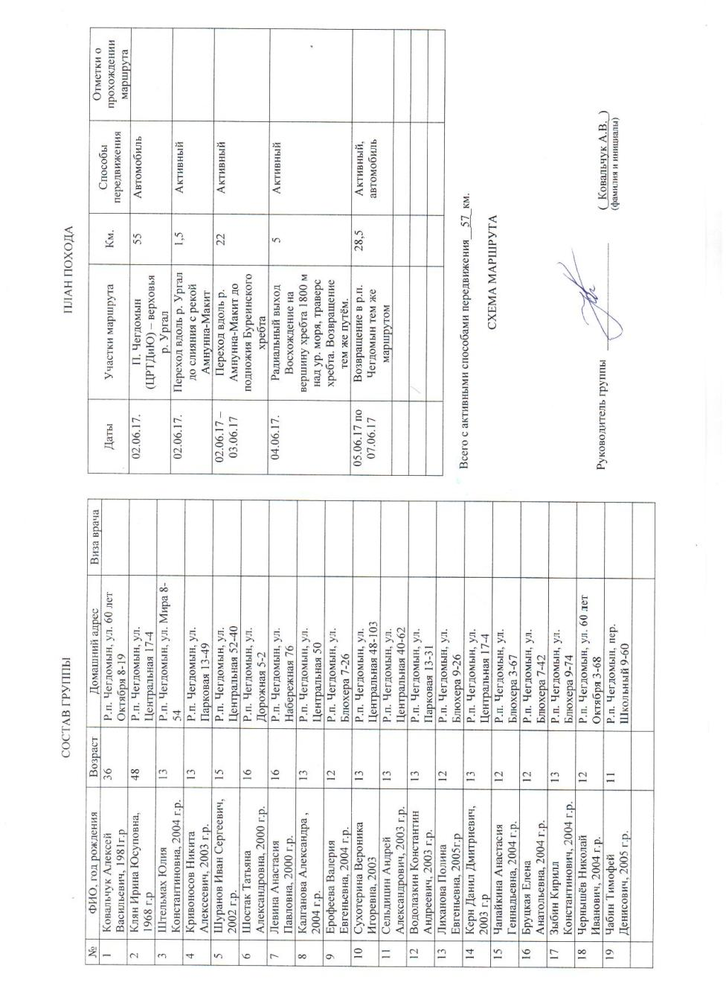 СОСТАВ ГРУППЫ
№ ФИО, год рождения Возраст Домашний адрес Виза врача
1 Ковальчук Алексей 36 Р.п. Чегдомын, ул. 60 лет
Васильевич, 1981г.р Октября 8-19
2 Клян Ирина Юсуповна, 48 Р.п. Чегдомын, ул.
1968 г.р Центральная 17-4
3 Штельмах Юлия 13 Р.п. Чегдомын, ул. Мира 8-
Константиновна, 2004 г.р. 54
4 Кривоносов Никита 13 Р.п. Чегдомын, ул.
Алексеевич, 2003 г.р. Парковая 13-49
5 Шуранов Иван Сергеевич, 15 Р.п. Чегдомын, ул.
2002 г.р. Центральная 52-40
6 Шостак Татьяна 16 Р.п. Чегдомын, ул.
Александровна, 2000 г.р. Дорожная 5-2
7 Левина Анастасия 16 Р.п. Чегдомын, ул.
Павловна, 2000 г.р. Набережная 76
8 Калганова Александра , 13 Р.п. Чегдомын, ул.
2004 г.р. Центральная 50
9 Ерофеева Валерия 12 Р.п. Чегдомын, ул.
Евгеньевна, 2004 г.р. Блюхера 7-26
10 Сухотерина Вероника 13 Р.п. Чегдомын, ул.
Игоревна, 2003 Центральная 48-103
11 Сельдищин Андрей 13 Р.п. Чегдомын, ул.
Александрович, 2003 г.р. Центральная 40-62
12 Водолазкин Константин 13 Р.п. Чегдомын, ул.
Андреевич, 2003 г.р. Парковая 13-31
13 Лиханова Полина 12 Р.п. Чегдомын, ул.
Евгеньевна, 2005г.р Блюхера 9-26
14 Керн Данил Дмитриевич, 13 Р.п. Чегдомын, ул.
2003 г.р Центральная 17-4
15 Чапайкина Анастасия 12 Р.п. Чегдомын, ул.
Геннадьевна, 2004 г.р. Блюхера 3-67
16 Бруцкая Елена 12 Р.п. Чегдомын, ул.
Анатольевна, 2004 г.р. Блюхера 7-42
17 Зыбин Кирилл 13 Р.п. Чегдомын, ул.
Константинович, 2004 г.р. Блюхера 9-74
18 Чернышёв Николай 12 Р.п. Чегдомын, ул. 60 лет
Иванович, 2004 г.р. Октября 3-68
19 Чабин Тимофей 11 Р.п. Чегдомын, пер.
Денисович, 2005 г.р. Школьный 9-60
ПЛАН ПОХОДА
Даты Участки маршрута Км. Способы передвижения Отметки о прохождении маршрута
02.06.17. П. Чегдомын 55 Автомобиль
(ЦРТДиЮ) – верховья
р. Ургал
02.06.17. Переход вдоль р. Ургал 1,5 Активный
до слияния с рекой
Амнунна-Макит
02.06.17 – Переход вдоль р. 22 Активный
03.06.17 Амнунна-Макит до
подножия Буреинского
хребта
04.06.17. Радиальный выход 5 Активный
Восхождение на
вершину хребта 1800 м
над ур. моря, траверс
хребта. Возвращение
тем же путём.
05.06.17 по Возвращение в р.п. 28,5 Активный,
07.06.17 Чегдомын тем же автомобиль
маршрутом
Всего с активными способами передвижения 57 км.
СХЕМА МАРШРУТА
Руководитель группы ( Ковальчук А.В. )
(фамилия и инициалы)